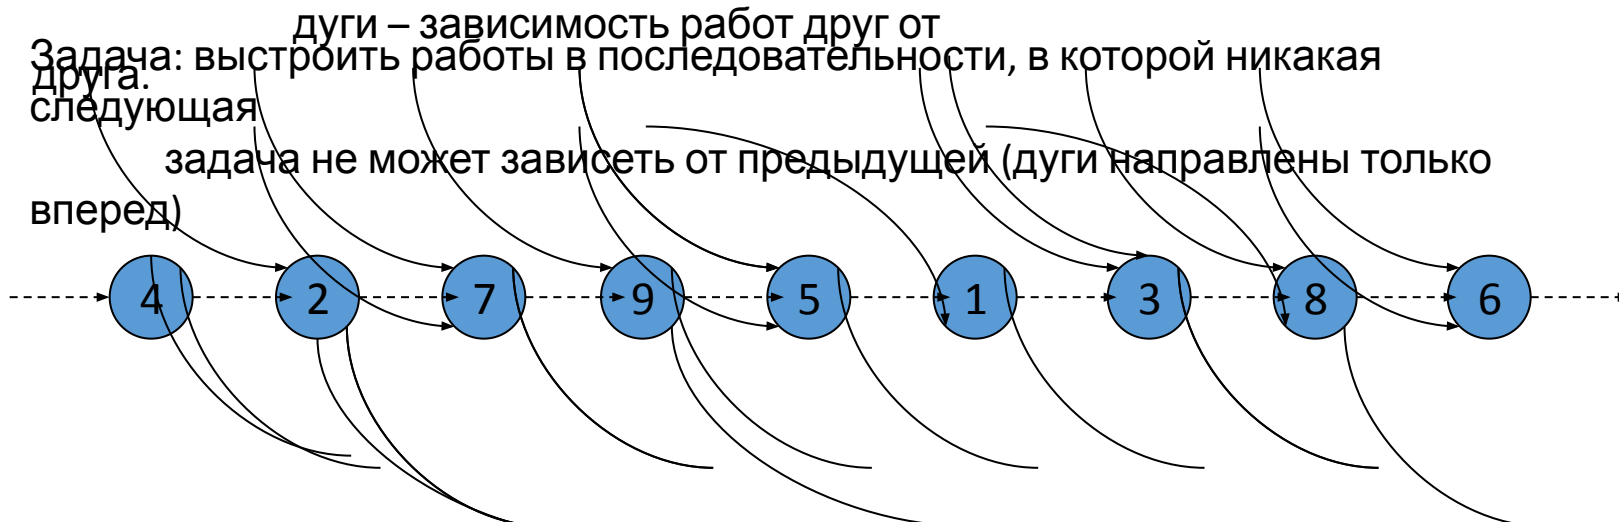 дуги – зависимость работ друг от
друга.
Задача: выстроить работы в последовательности, в которой никакая
следующая
задача не может зависеть от предыдущей (дуги направлены только
вперед)
4 2 7 9 5 1 3 8 6